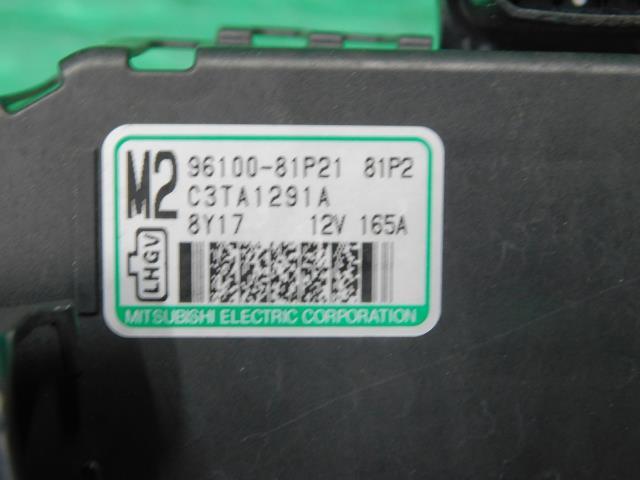 M2
96100-81P21 81P2
C3TA1291A
8Y17 12V 165A
LHGV
MITSUBISHI ELECTRIC CORPORATION